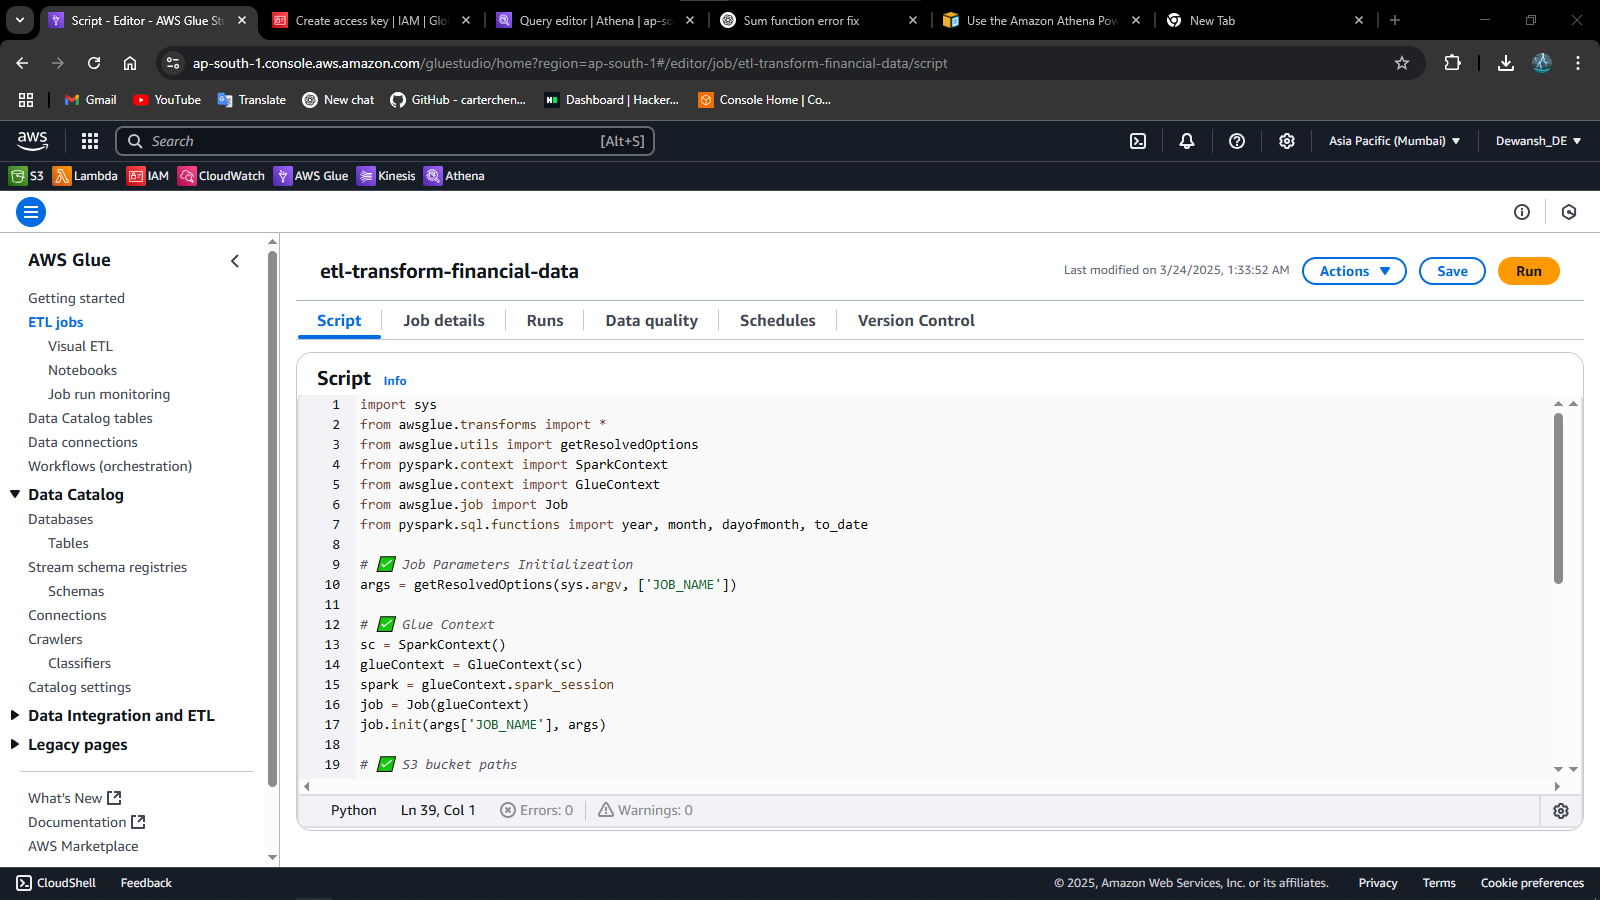 Script - Editor - AWS Glue Stu
Create access key | IAM | Glo
Query editor | Athena | ap-so
Sum function error fix
Use the Amazon Athena Pow
New Tab
ap-south-1.console.aws.amazon.com/gluestudio/home?region=ap-south-1#/editor/job/etl-transform-financial-data/script
Gmail
YouTube
Translate
New chat
GitHub - carterchen...
Dashboard | Hacker...
Console Home | Co...
aws
Search
[Alt+S]
Asia Pacific (Mumbai)
Dewansh_DE
S3
Lambda
IAM
CloudWatch
AWS Glue
Kinesis
Athena
AWS Glue
Getting started
ETL jobs
Visual ETL
Notebooks
Job run monitoring
Data Catalog tables
Data connections
Workflows (orchestration)
Data Catalog
Databases
Tables
Stream schema registries
Schemas
Connections
Crawlers
Classifiers
Catalog settings
Data Integration and ETL
Legacy pages
What's New
Documentation
AWS Marketplace
etl-transform-financial-data
Last modified on 3/24/2025, 1:33:52 AM
Actions
Save
Run
Script
Job details
Runs
Data quality
Schedules
Version Control
Script Info
1 import sys
2 from awsglue.transforms import *
3 from awsglue.utils import getResolvedOptions
4 from pyspark.context import SparkContext
5 from awsglue.context import GlueContext
6 from awsglue.job import Job
7 from pyspark.sql.functions import year, month, dayofmonth, to_date
8
9 # ✅ Job Parameters Initializeation
10 args = getResolvedOptions(sys.argv, ['JOB_NAME'])
11
12 # ✅ Glue Context
13 sc = SparkContext()
14 glueContext = GlueContext(sc)
15 spark = glueContext.spark_session
16 job = Job(glueContext)
17 job.init(args['JOB_NAME'], args)
18
19 # ✅ S3 bucket paths
Python
Ln 39, Col 1
Errors: 0
Warnings: 0
CloudShell
Feedback
© 2025, Amazon Web Services, Inc. or its affiliates.
Privacy
Terms
Cookie preferences